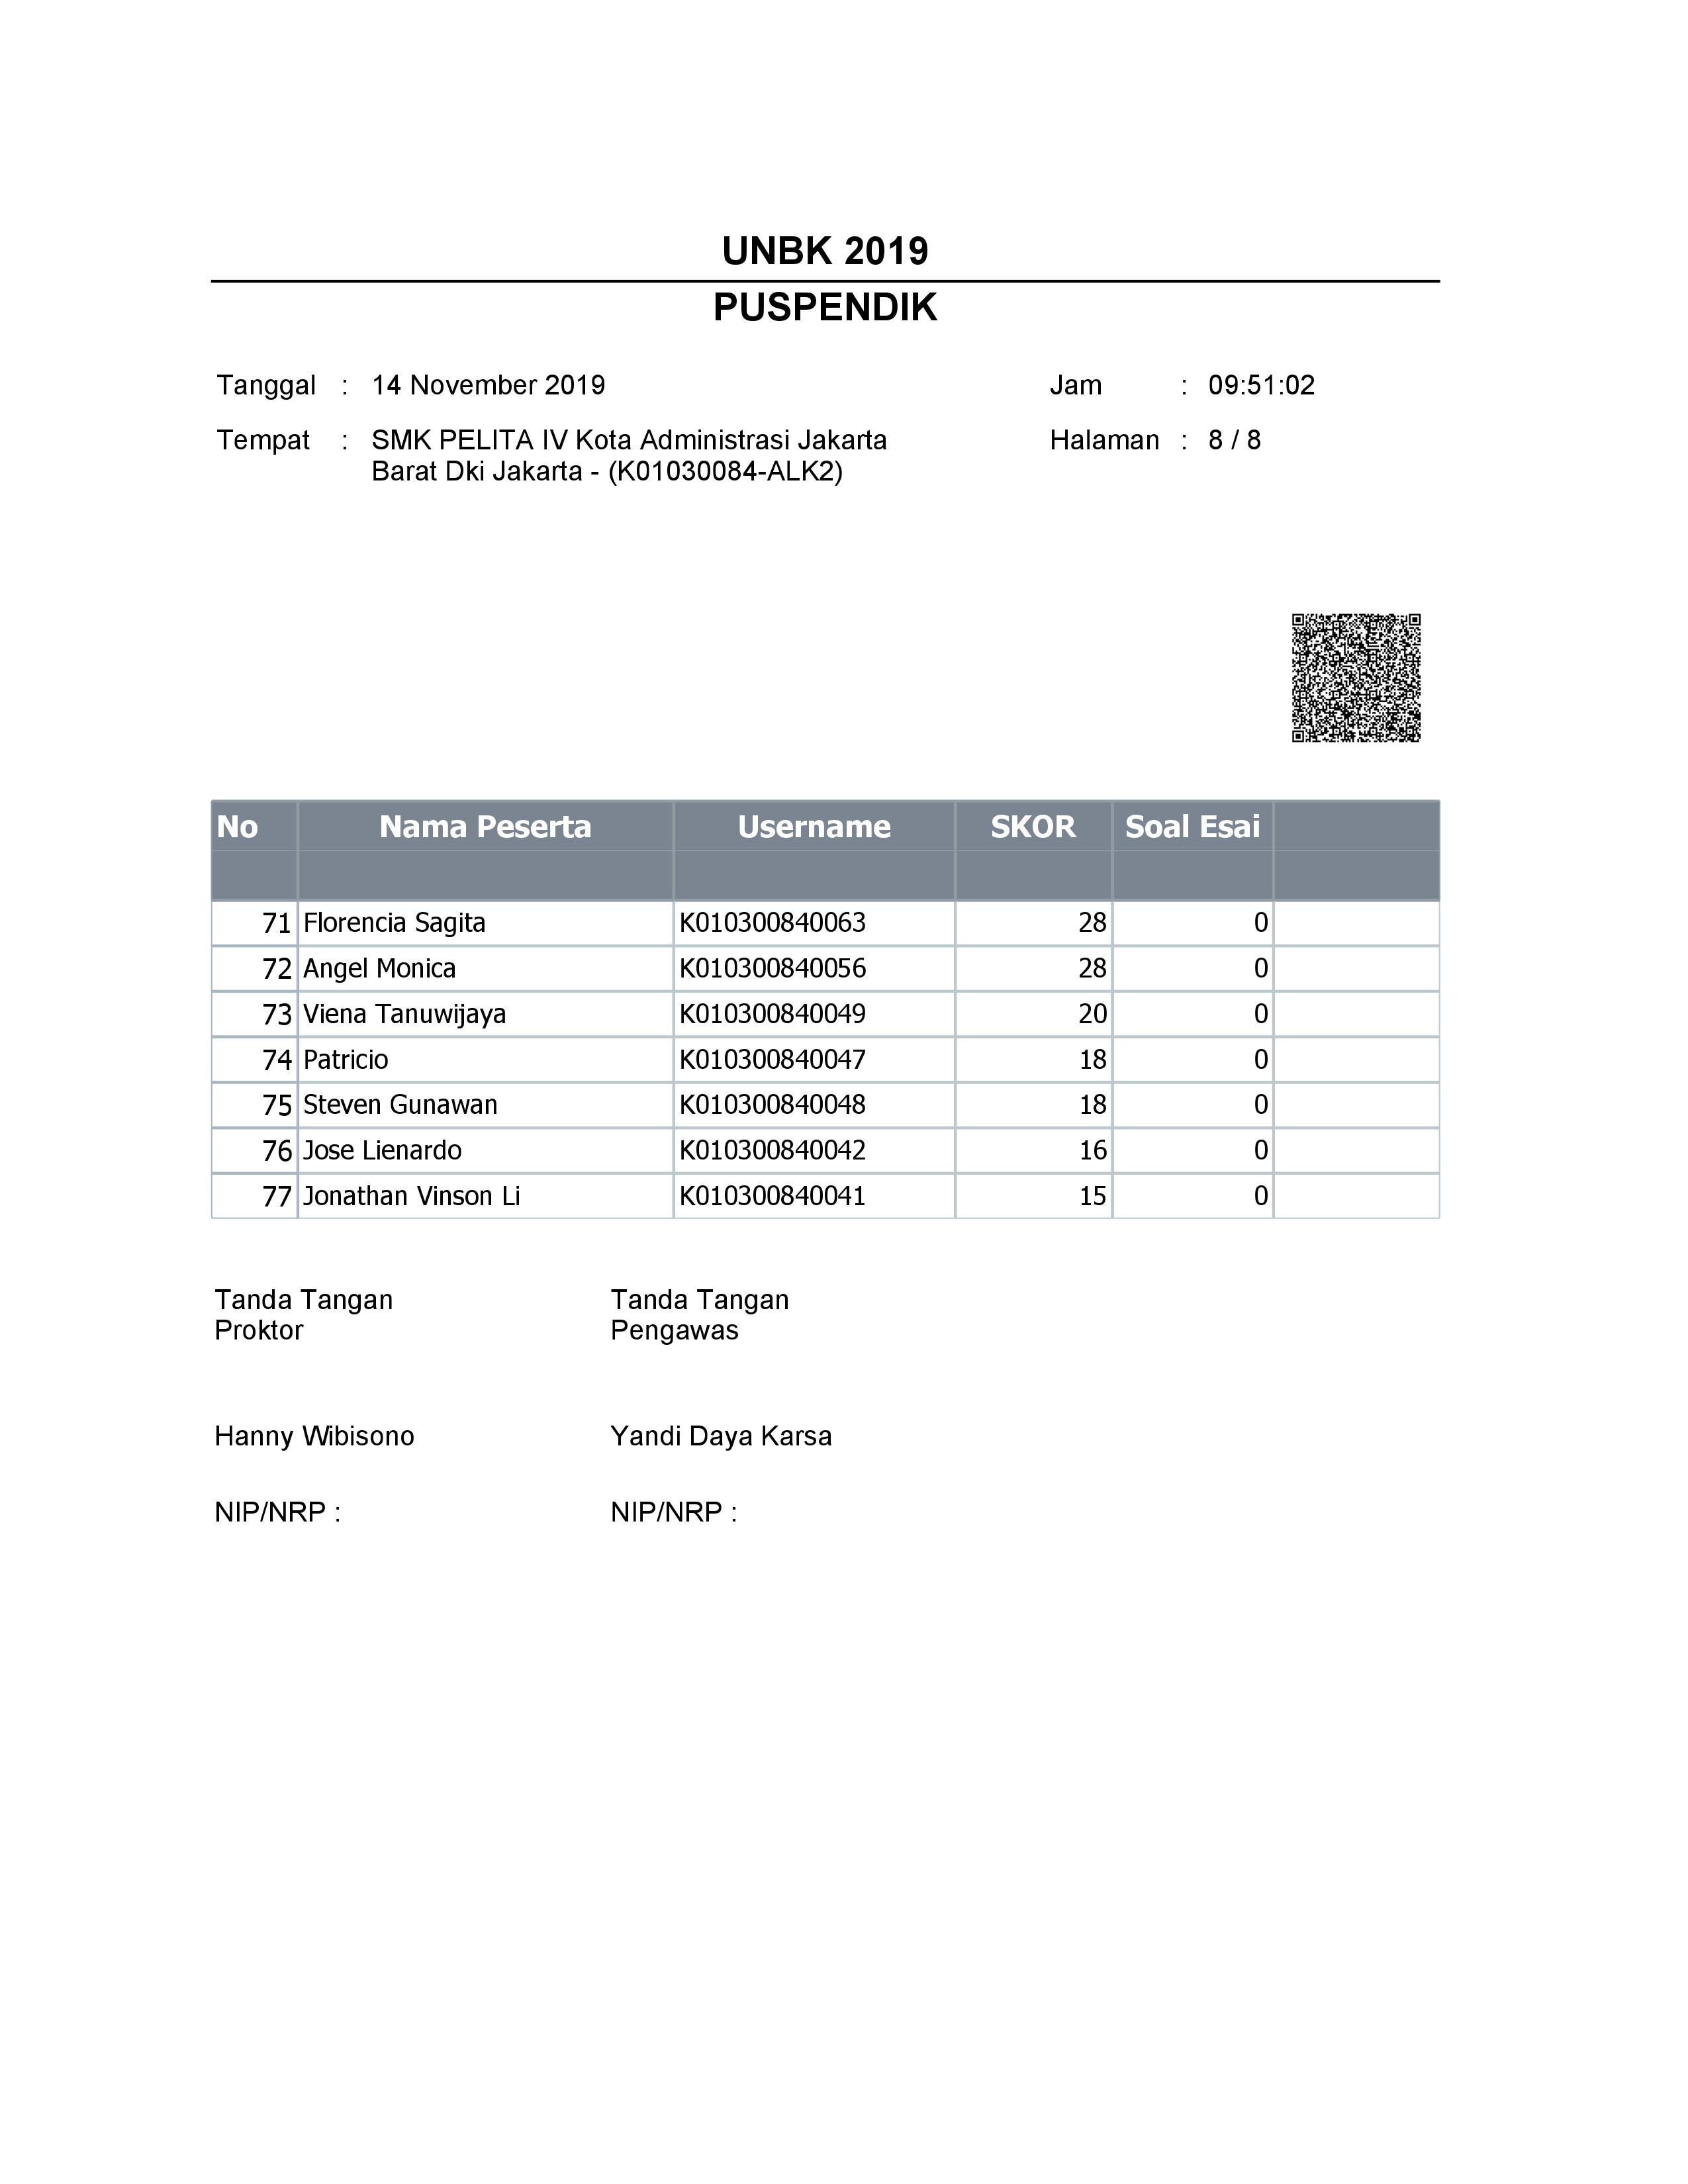 UNBK 2019
PUSPENDIK
Tanggal : 14 November 2019 Jam : 09:51:02
Tempat : SMK PELITA IV Kota Administrasi Jakarta Halaman : 8 / 8
Barat Dki Jakarta - (K01030084-ALK2)
No Nama Peserta Username SKOR Soal Esai
71 Florencia Sagita K010300840063 28 0
72 Angel Monica K010300840056 28 0
73 Viena Tanuwijaya K010300840049 20 0
74 Patricio K010300840047 18 0
75 Steven Gunawan K010300840048 18 0
76 Jose Lienardo K010300840042 16 0
77 Jonathan Vinson Li K010300840041 15 0
Tanda Tangan Tanda Tangan
Proktor Pengawas
Hanny Wibisono Yandi Daya Karsa
NIP/NRP : NIP/NRP :